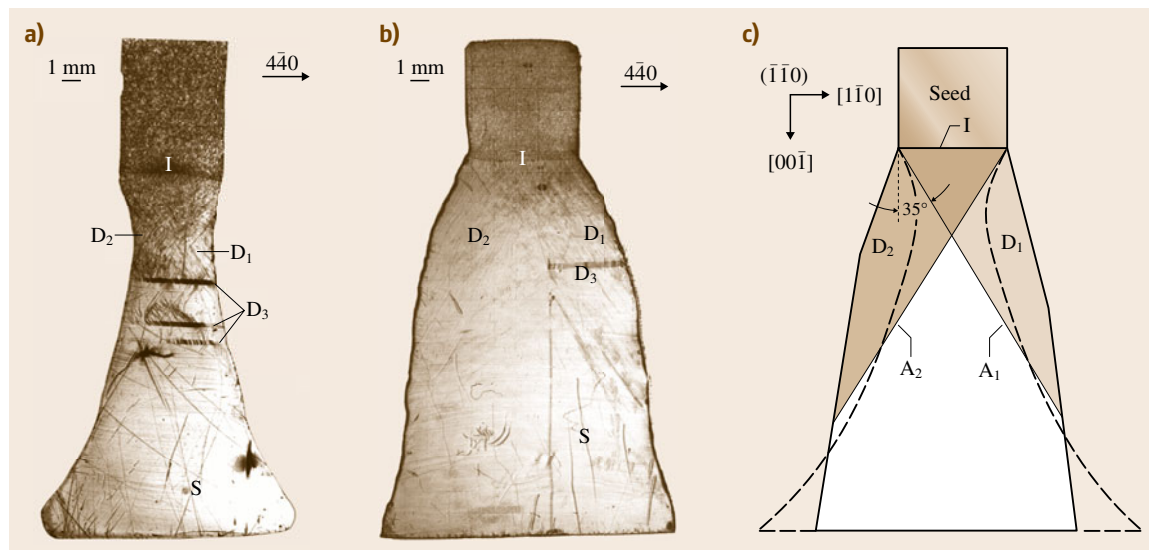 a)
1 mm
44̄0
I
D₂
D₁
D₃
S
b)
1 mm
44̄0
I
D₂
D₁
D₃
S
c)
(1̄1̄0)
[11̄0]
[001̄]
Seed
I
35°
D₂
D₁
A₂
A₁